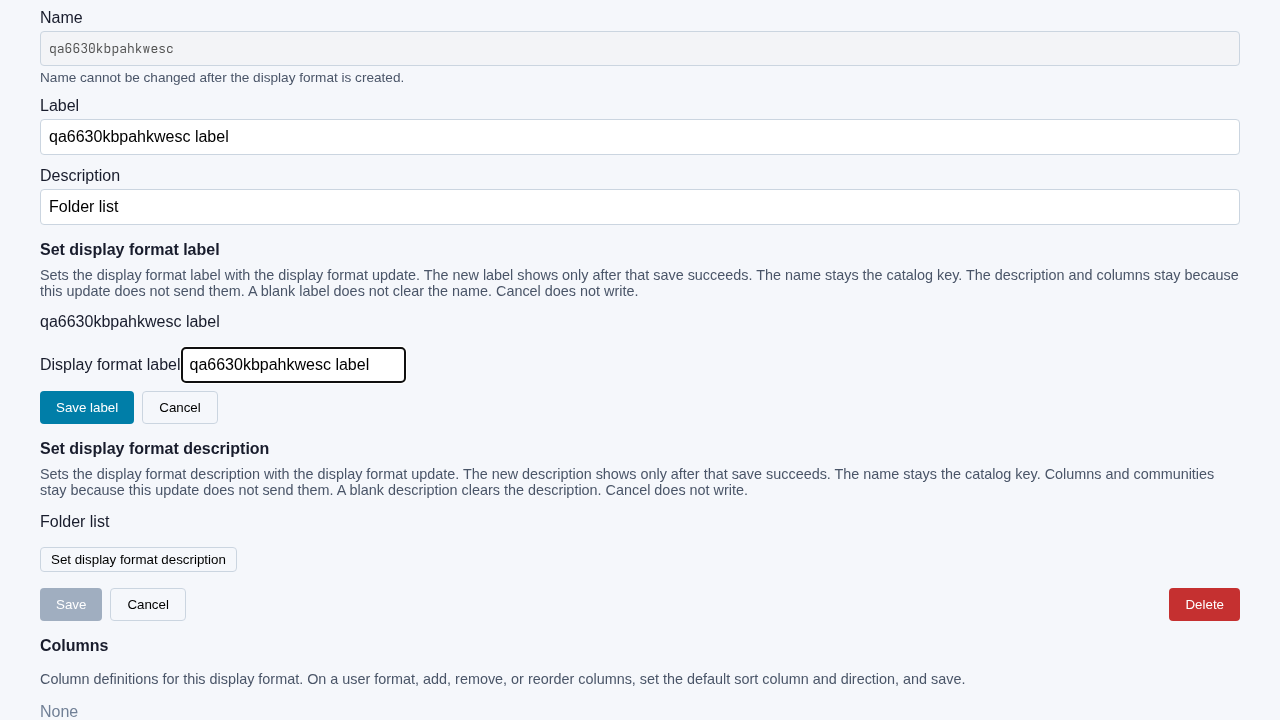 Name
qa6630kbpahkwesc
Name cannot be changed after the display format is created.
Label
qa6630kbpahkwesc label
Description
Folder list
Set display format label
Sets the display format label with the display format update. The new label shows only after that save succeeds. The name stays the catalog key. The description and columns stay because
this update does not send them. A blank label does not clear the name. Cancel does not write.
qa6630kbpahkwesc label
Display format label qa6630kbpahkwesc label
Save label Cancel
Set display format description
Sets the display format description with the display format update. The new description shows only after that save succeeds. The name stays the catalog key. Columns and communities
stay because this update does not send them. A blank description clears the description. Cancel does not write.
Folder list
Set display format description
Save Cancel Delete
Columns
Column definitions for this display format. On a user format, add, remove, or reorder columns, set the default sort column and direction, and save.
None